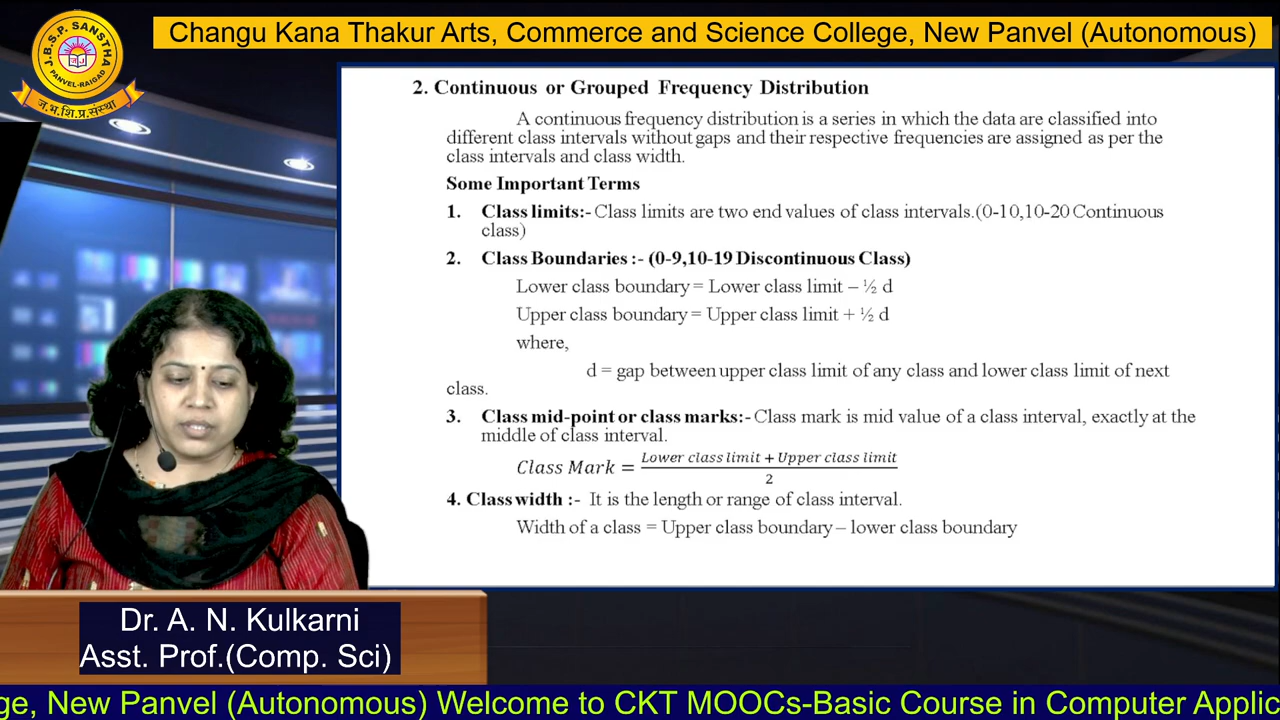 Changu Kana Thakur Arts, Commerce and Science College, New Panvel (Autonomous)
J.B.S.P. SANSTHA
PANVEL-RAIGAD
ज.भ.शि.प्र.संस्था
2. Continuous or Grouped Frequency Distribution
A continuous frequency distribution is a series in which the data are classified into
different class intervals without gaps and their respective frequencies are assigned as per the
class intervals and class width.
Some Important Terms
1. Class limits:- Class limits are two end values of class intervals.(0-10,10-20 Continuous
class)
2. Class Boundaries :- (0-9,10-19 Discontinuous Class)
Lower class boundary = Lower class limit – ½ d
Upper class boundary = Upper class limit + ½ d
where,
d = gap between upper class limit of any class and lower class limit of next
class.
3. Class mid-point or class marks:- Class mark is mid value of a class interval, exactly at the
middle of class interval.
Class Mark = (Lower class limit + Upper class limit) / 2
4. Class width :- It is the length or range of class interval.
Width of a class = Upper class boundary – lower class boundary
Dr. A. N. Kulkarni
Asst. Prof.(Comp. Sci)
ge, New Panvel (Autonomous) Welcome to CKT MOOCs-Basic Course in Computer Applic